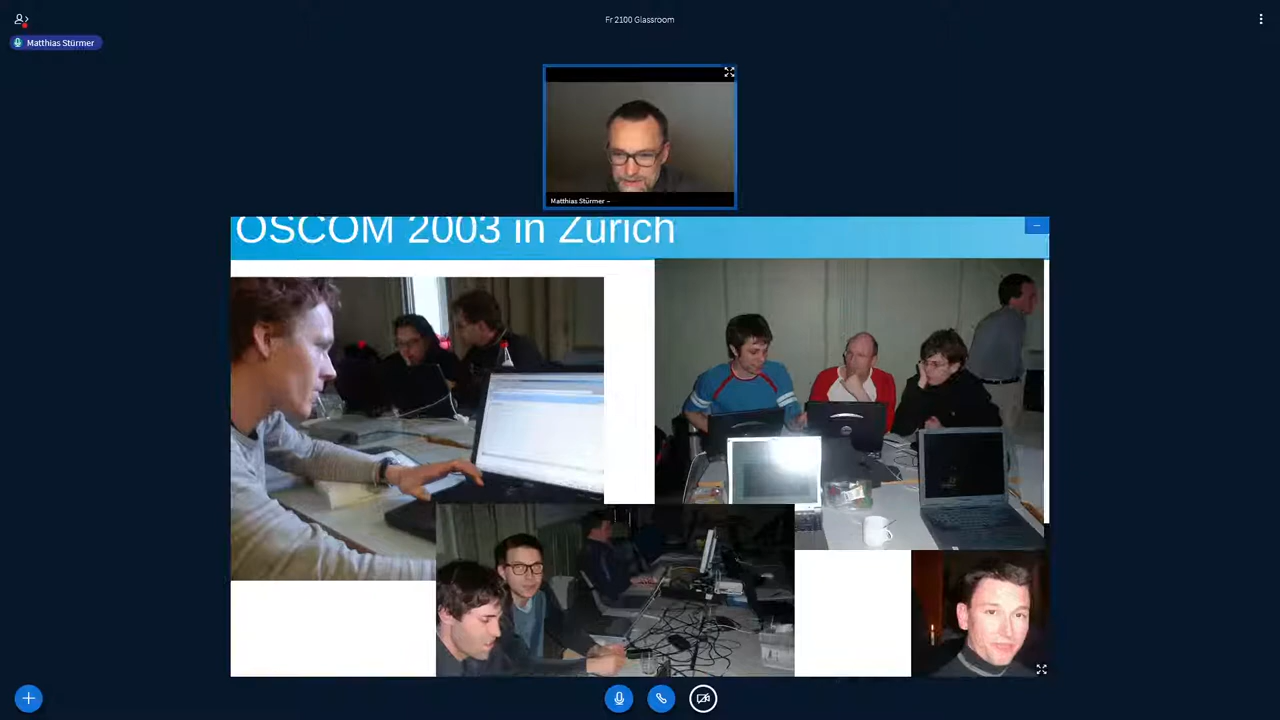 Fr 2100 Glassroom
Matthias Stürmer
Matthias Stürmer –
OSCOM 2003 in Zürich